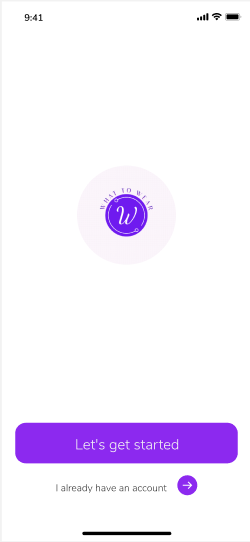 9:41
WHAT TO WEAR
W
Let's get started
I already have an account